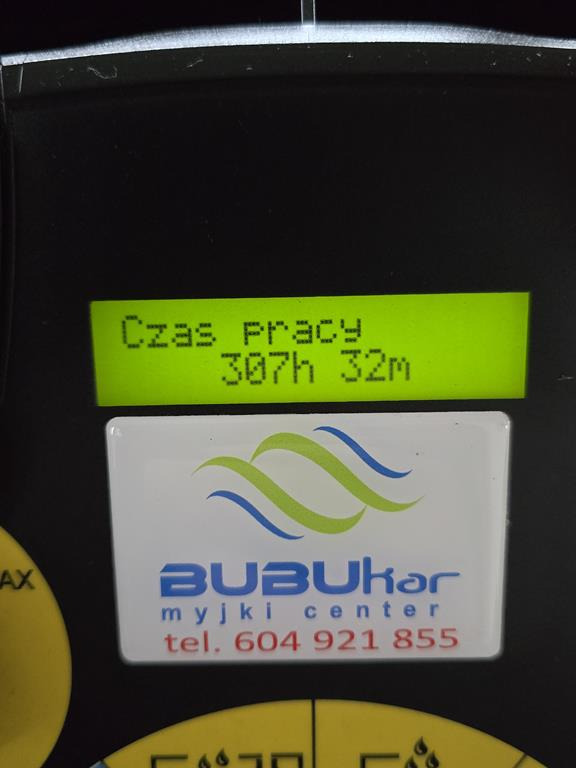 Czas pracy
307h 32m
BUBUkar
myjki center
tel. 604 921 855
AX